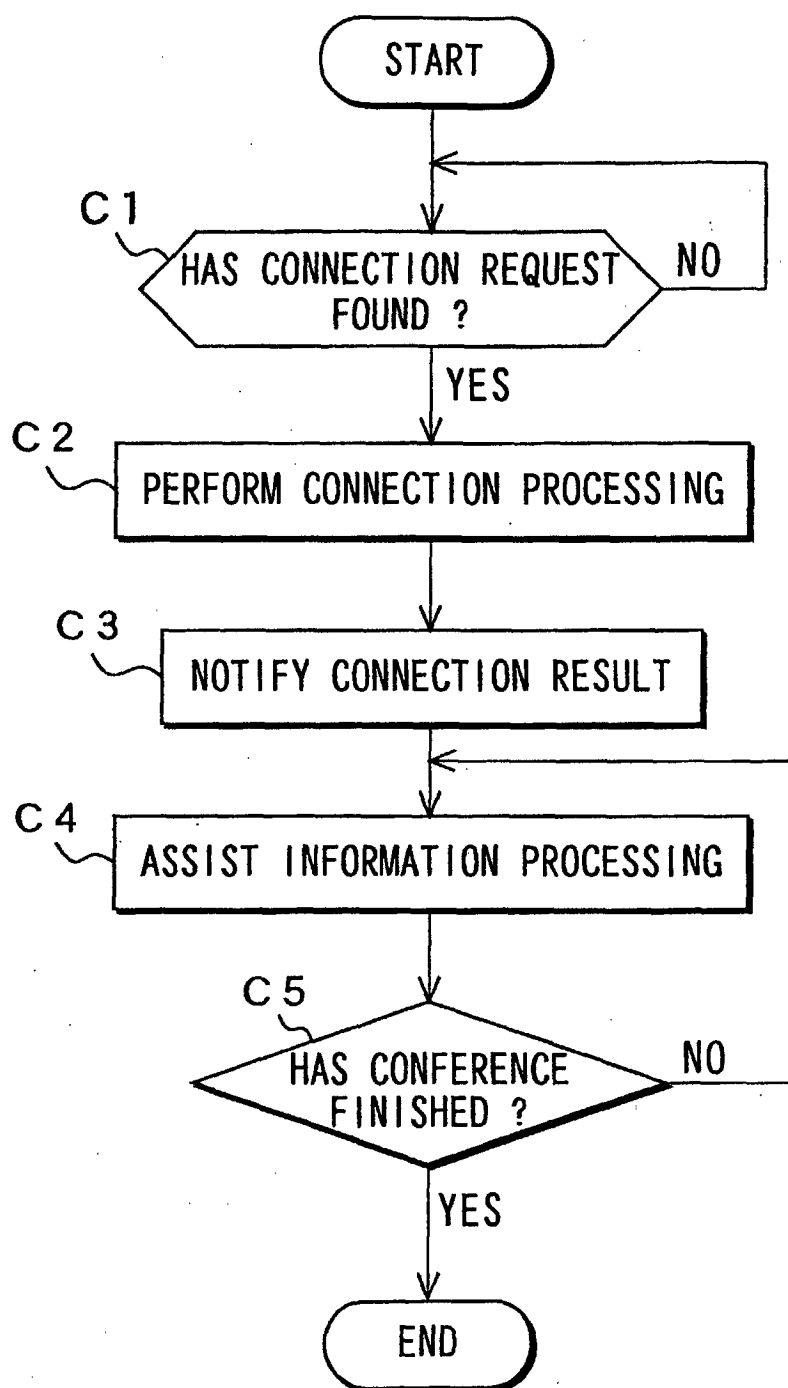 START
C1
HAS CONNECTION REQUEST
FOUND ?
NO
YES
C2
PERFORM CONNECTION PROCESSING
C3
NOTIFY CONNECTION RESULT
C4
ASSIST INFORMATION PROCESSING
C5
HAS CONFERENCE
FINISHED ?
NO
YES
END